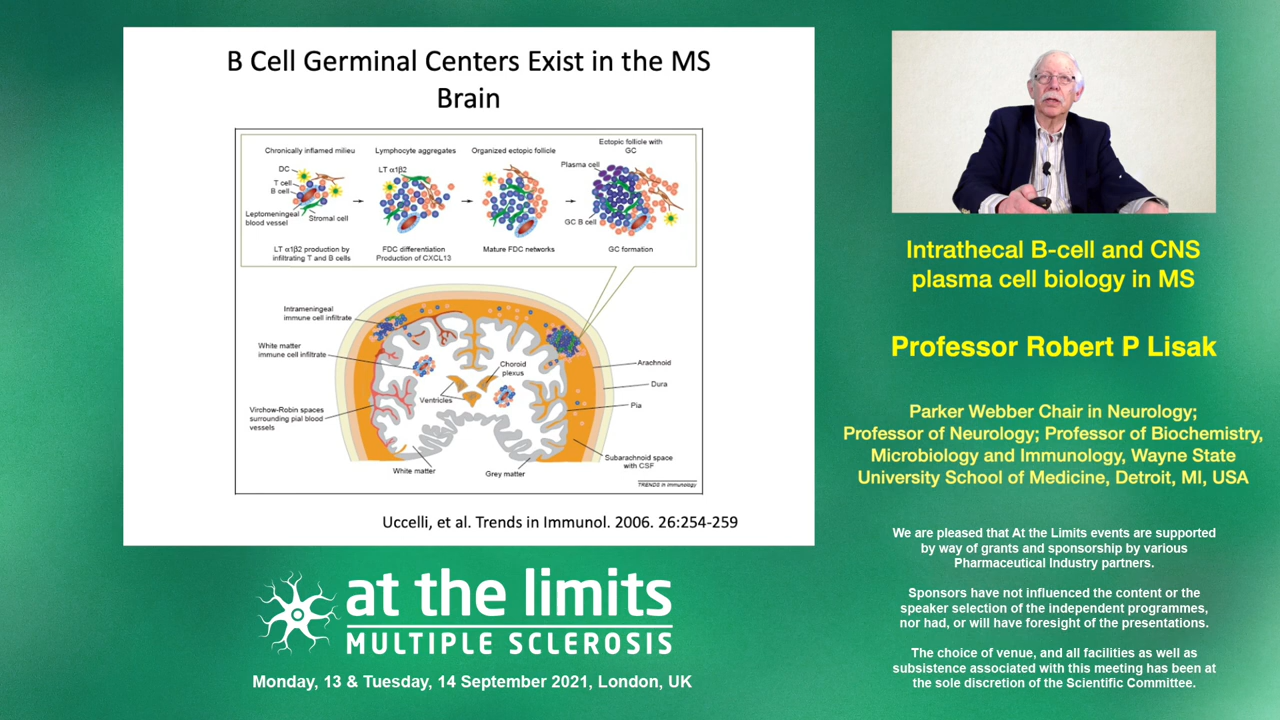 B Cell Germinal Centers Exist in the MS
Brain
Chronically inflamed milieu
DC
T cell
B cell
Leptomeningeal
blood vessel
Stromal cell
LT α1β2 production by
infiltrating T and B cells
Lymphocyte aggregates
LT α1β2
FDC differentiation
Production of CXCL13
Organized ectopic follicle
Mature FDC networks
Ectopic follicle with
GC
Plasma cell
GC B cell
GC formation
Intrameningeal
immune cell infiltrate
White matter
immune cell infiltrate
Virchow-Robin spaces
surrounding pial blood
vessels
Ventricles
Choroid
plexus
Arachnoid
Dura
Pia
Subarachnoid space
with CSF
White matter
Grey matter
TRENDS in Immunology
Uccelli, et al. Trends in Immunol. 2006. 26:254-259
at the limits
MULTIPLE SCLEROSIS
Monday, 13 & Tuesday, 14 September 2021, London, UK
Intrathecal B-cell and CNS
plasma cell biology in MS
Professor Robert P Lisak
Parker Webber Chair in Neurology;
Professor of Neurology; Professor of Biochemistry,
Microbiology and Immunology, Wayne State
University School of Medicine, Detroit, MI, USA
We are pleased that At the Limits events are supported
by way of grants and sponsorship by various
Pharmaceutical Industry partners.
Sponsors have not influenced the content or the
speaker selection of the independent programmes,
nor had, or will have foresight of the presentations.
The choice of venue, and all facilities as well as
subsistence associated with this meeting has been at
the sole discretion of the Scientific Committee.